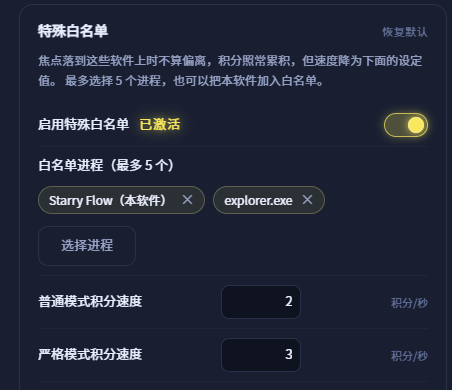 特殊白名单
恢复默认
焦点落到这些软件上时不算偏离，积分照常累积，但速度降为下面的设定
值。 最多选择 5 个进程，也可以把本软件加入白名单。
启用特殊白名单 已激活
白名单进程（最多 5 个）
Starry Flow（本软件） ×
explorer.exe ×
选择进程
普通模式积分速度 2 积分/秒
严格模式积分速度 3 积分/秒